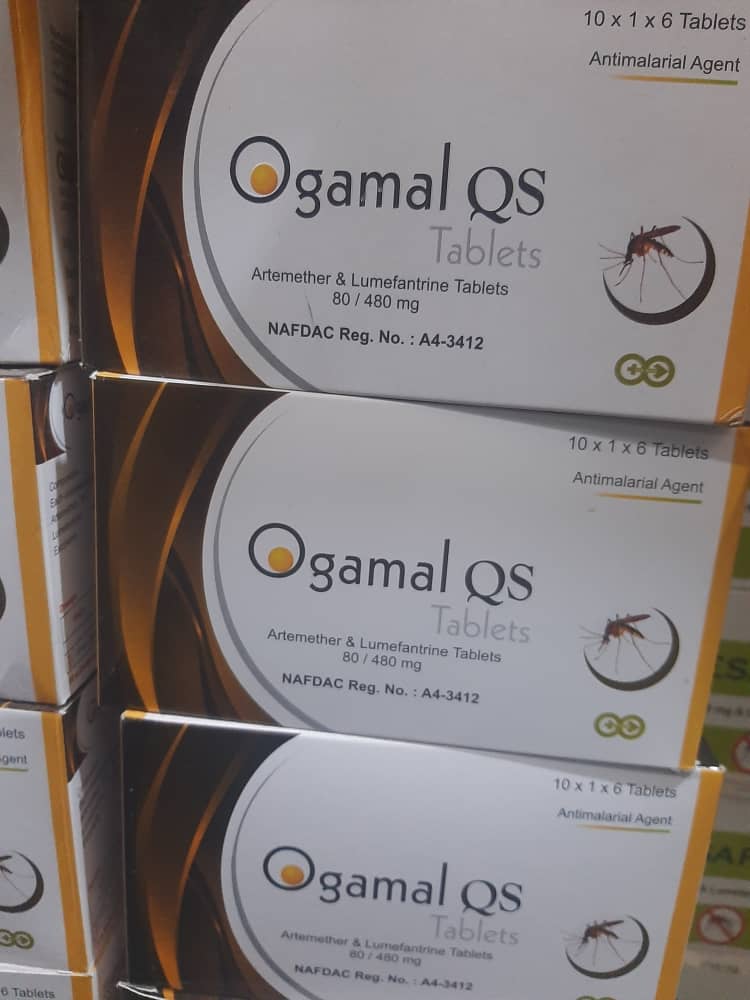 10 x 1 x 6 Tablets
Antimalarial Agent
Ogamal QS
Tablets
Artemether & Lumefantrine Tablets
80 / 480 mg
NAFDAC Reg. No. : A4-3412
10 x 1 x 6 Tablets
Antimalarial Agent
Ogamal QS
Tablets
Artemether & Lumefantrine Tablets
80 / 480 mg
NAFDAC Reg. No. : A4-3412
10 x 1 x 6 Tablets
Antimalarial Agent
Ogamal QS
Tablets
Artemether & Lumefantrine Tablets
80 / 480 mg
NAFDAC Reg. No. : A4-3412
lets
gent
6 Tablets